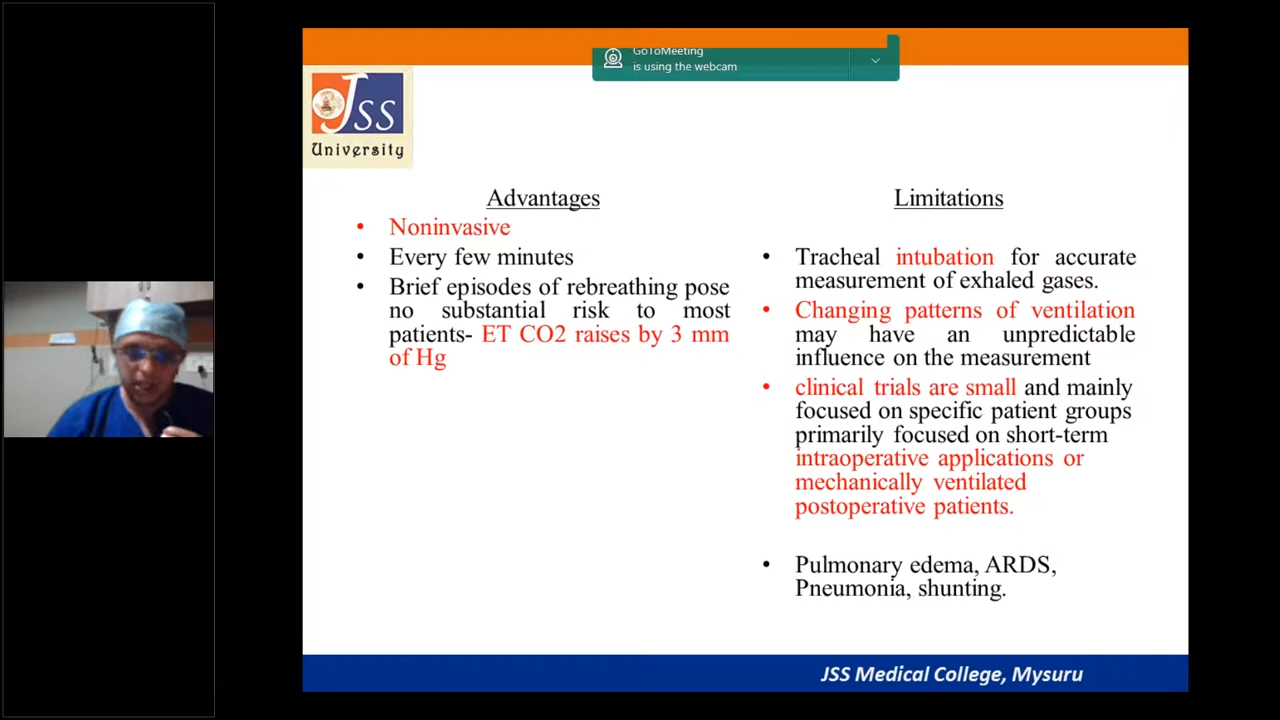 GoToMeeting
is using the webcam
JSS
University
Advantages
• Noninvasive
• Every few minutes
• Brief episodes of rebreathing pose
no substantial risk to most
patients- ET CO2 raises by 3 mm
of Hg
Limitations
• Tracheal intubation for accurate
measurement of exhaled gases.
• Changing patterns of ventilation
may have an unpredictable
influence on the measurement
• clinical trials are small and mainly
focused on specific patient groups
primarily focused on short-term
intraoperative applications or
mechanically ventilated
postoperative patients.
• Pulmonary edema, ARDS,
Pneumonia, shunting.
JSS Medical College, Mysuru